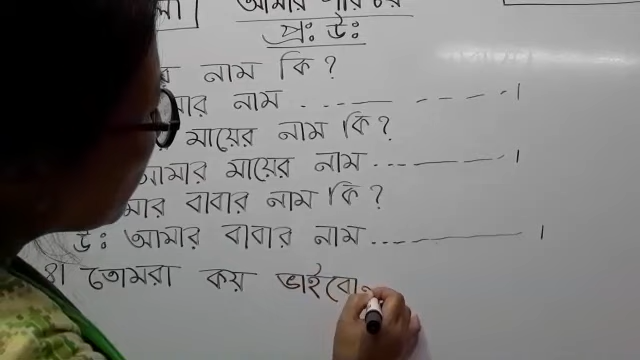 আমার পরিচয়
প্র: উ:
নাম কি?
নাম ..........।
মায়ের নাম কি?
আমার মায়ের নাম ..........।
বাবার নাম কি?
উঃ আমার বাবার নাম ..........।
৪। তোমরা কয় ভাইবো